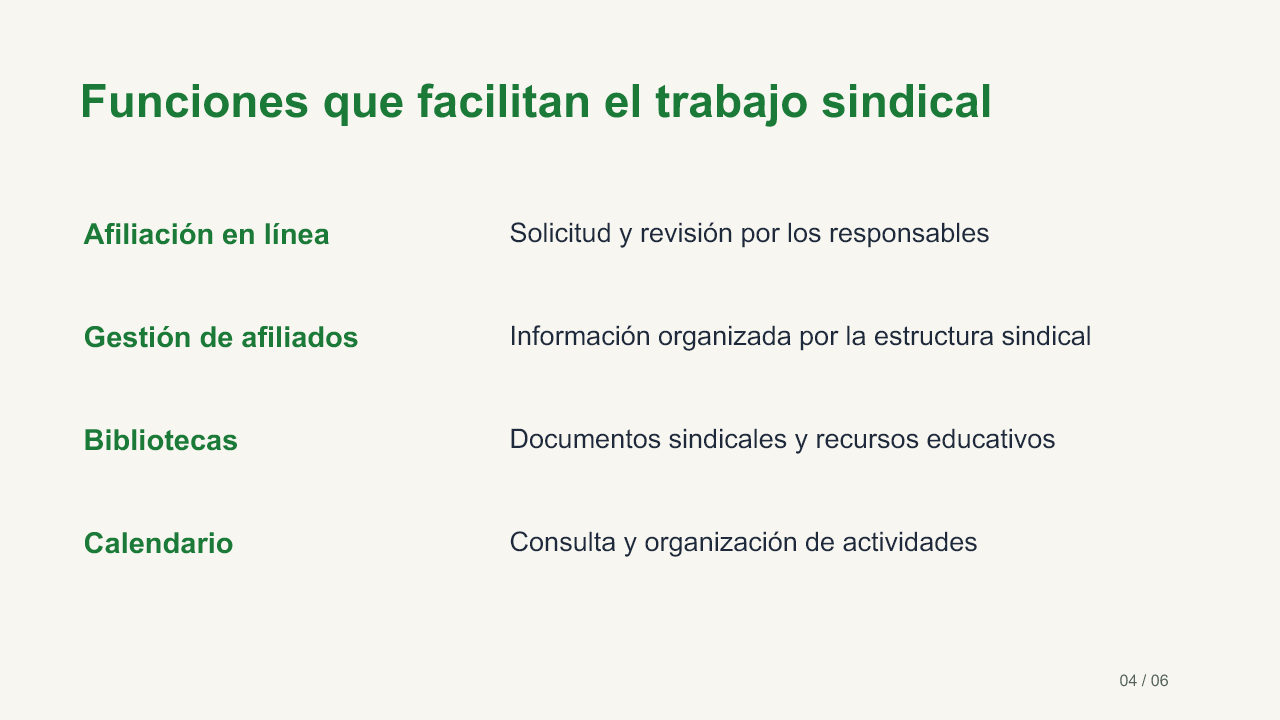 Funciones que facilitan el trabajo sindical
Afiliación en línea
Solicitud y revisión por los responsables
Gestión de afiliados
Información organizada por la estructura sindical
Bibliotecas
Documentos sindicales y recursos educativos
Calendario
Consulta y organización de actividades
04 / 06